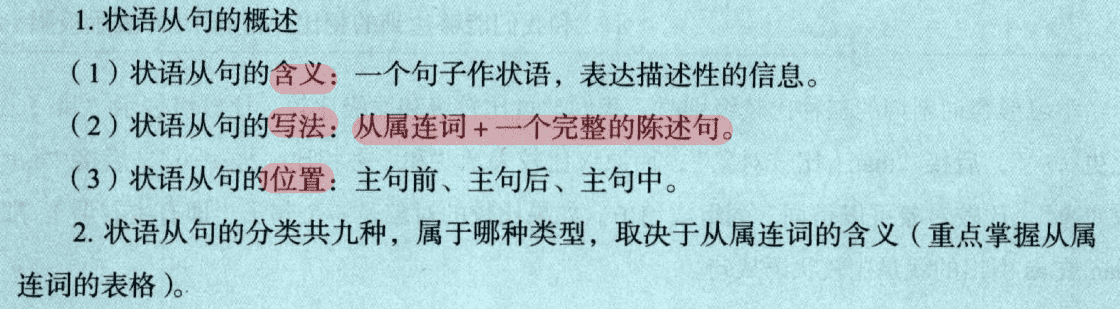 1. 状语从句的概述
（1）状语从句的含义：一个句子作状语，表达描述性的信息。
（2）状语从句的写法：从属连词 + 一个完整的陈述句。
（3）状语从句的位置：主句前、主句后、主句中。
2. 状语从句的分类共九种，属于哪种类型，取决于从属连词的含义（重点掌握从属
连词的表格）。